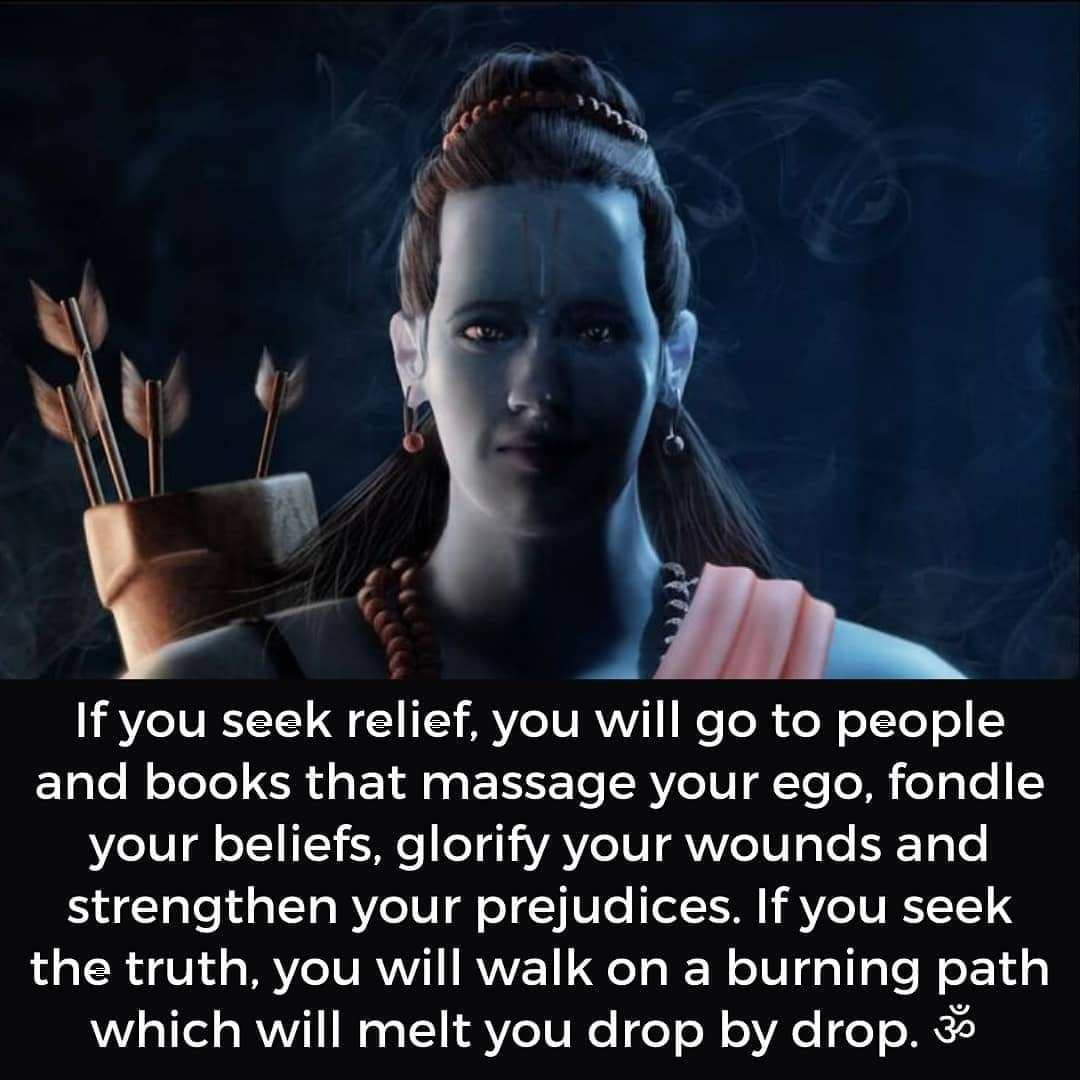 If you seek relief, you will go to people
and books that massage your ego, fondle
your beliefs, glorify your wounds and
strengthen your prejudices. If you seek
the truth, you will walk on a burning path
which will melt you drop by drop. ॐ